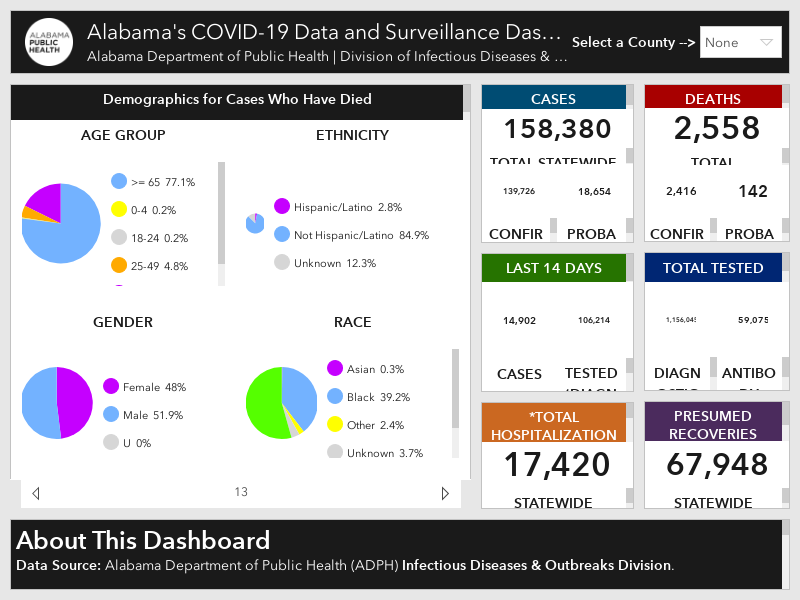 ALABAMA
PUBLIC
HEALTH
Alabama's COVID-19 Data and Surveillance Das...
Alabama Department of Public Health | Division of Infectious Diseases & ...
Select a County --> None
Demographics for Cases Who Have Died
AGE GROUP
>= 65 77.1%
0-4 0.2%
18-24 0.2%
25-49 4.8%
ETHNICITY
Hispanic/Latino 2.8%
Not Hispanic/Latino 84.9%
Unknown 12.3%
GENDER
Female 48%
Male 51.9%
U 0%
RACE
Asian 0.3%
Black 39.2%
Other 2.4%
Unknown 3.7%
13
CASES
158,380
TOTAL STATEWIDE
139,726 18,654
CONFIR PROBA
DEATHS
2,558
TOTAL
2,416 142
CONFIR PROBA
LAST 14 DAYS
14,902 106,214
CASES TESTED
TOTAL TESTED
59,075
DIAGN ANTIBO
*TOTAL
HOSPITALIZATION
17,420
STATEWIDE
PRESUMED
RECOVERIES
67,948
STATEWIDE
About This Dashboard
Data Source: Alabama Department of Public Health (ADPH) Infectious Diseases & Outbreaks Division.